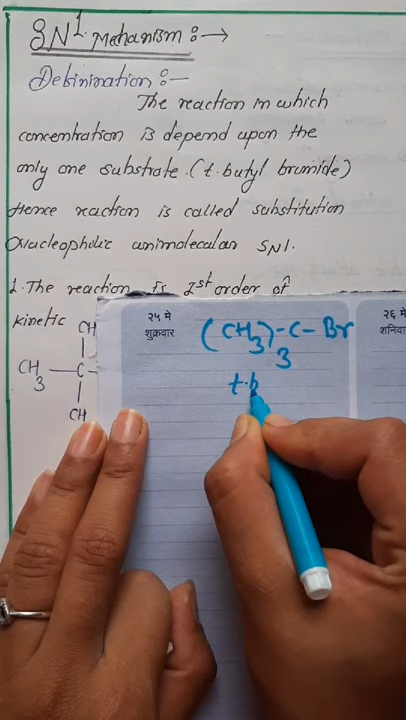 SN1 Mechanism :→
Definination :-
The reaction in which
concentration is depend upon the
only one substrate. (t. butyl bromide)
Hence reaction is called substitution
Nucleophilic unimolecular SN1.
1. The reaction is 1st order of
kinetic
CH
CH3 — C —
CH
२५ मे
शुक्रवार
(CH3)3 - C - Br
t.b
२६ मे
शनिवा